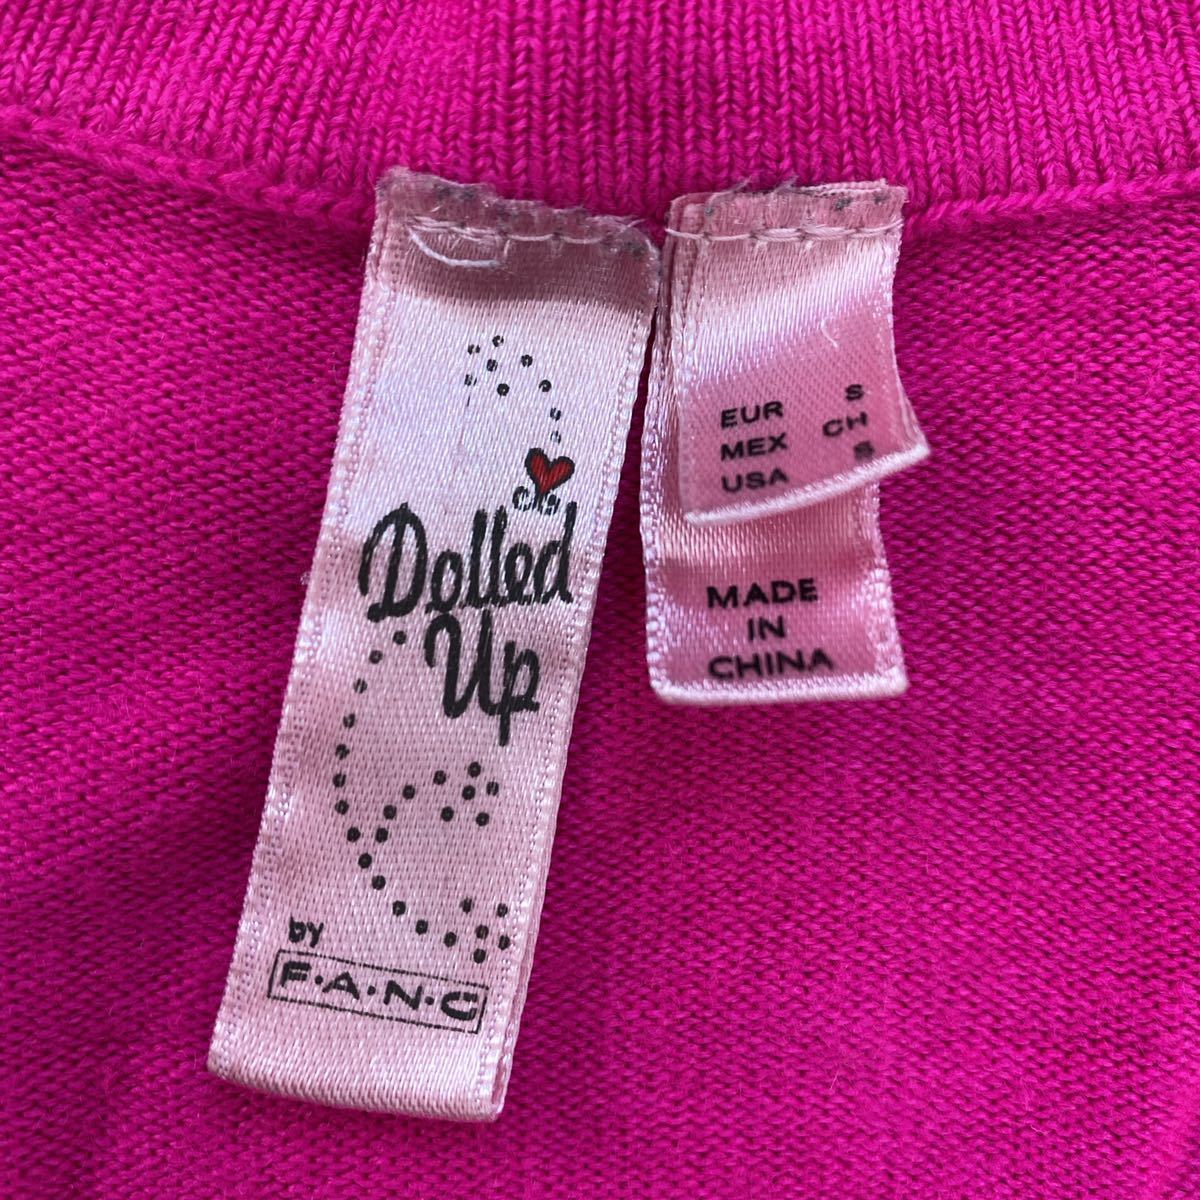 Dolled
Up
by
F·A·N·G
EUR S
MEX CH
USA S
MADE
IN
CHINA